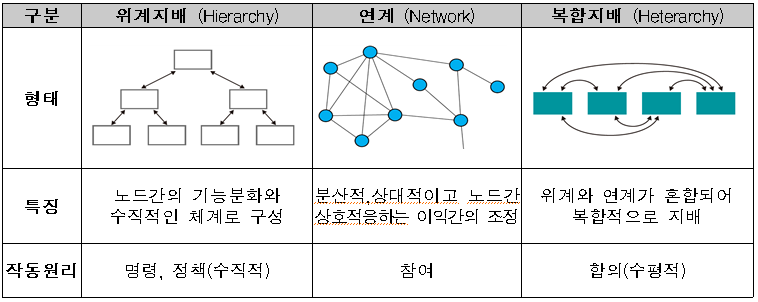 구분 위계지배 (Hierarchy) 연계 (Network) 복합지배 (Heterarchy)
형태
특징
노드간의 기능분화와
수직적인 체계로 구성
분산적,상대적이고 노드간
상호적응하는 이익간의 조정
위계와 연계가 혼합되어
복합적으로 지배
작동원리 명령, 정책(수직적) 참여 합의(수평적)